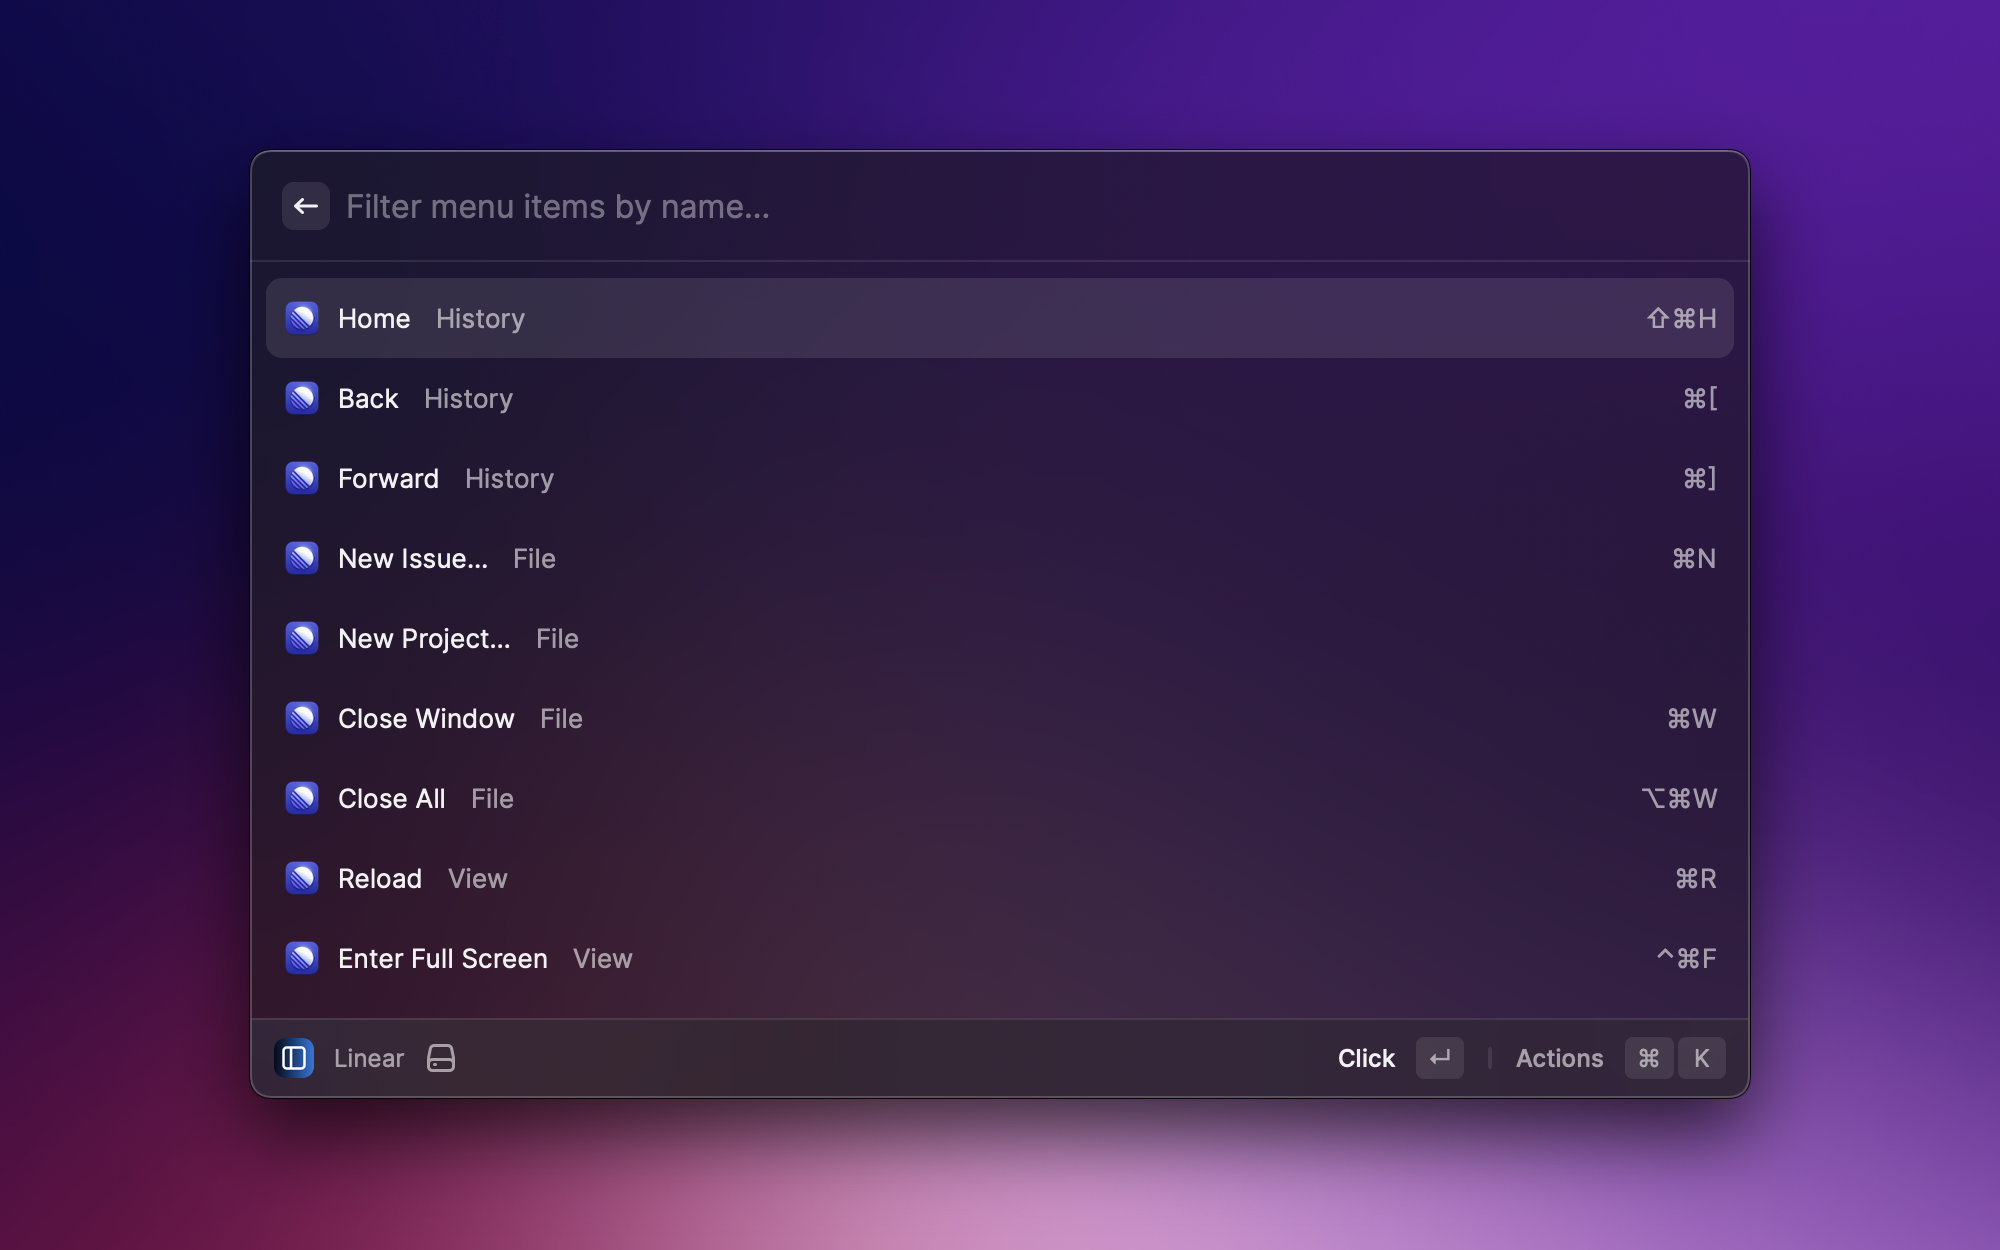 Filter menu items by name...
Home History ⇧⌘H
Back History ⌘[
Forward History ⌘]
New Issue... File ⌘N
New Project... File
Close Window File ⌘W
Close All File ⌥⌘W
Reload View ⌘R
Enter Full Screen View ^⌘F
Linear Click ↵ Actions ⌘ K